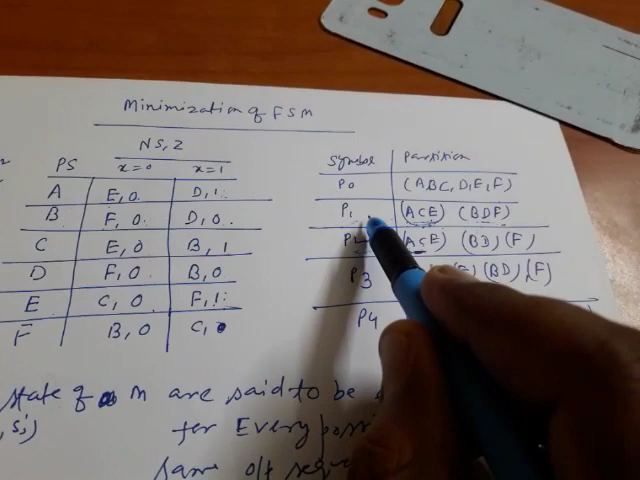 Minimization of FSM
PS NS, Z
x=0 x=1
A E, 0 D, 1
B F, 0 D, 0
C E, 0 B, 1
D F, 0 B, 0
E C, 0 F, 1
F B, 0 C, 0
Symbol Partition
P0 (ABC, D, E, F)
P1 (ACE) (BDF)
P2 (ACE) (BD) (F)
P3 (BD) (F)
P4
state of M are said to be
for Every
same o/p